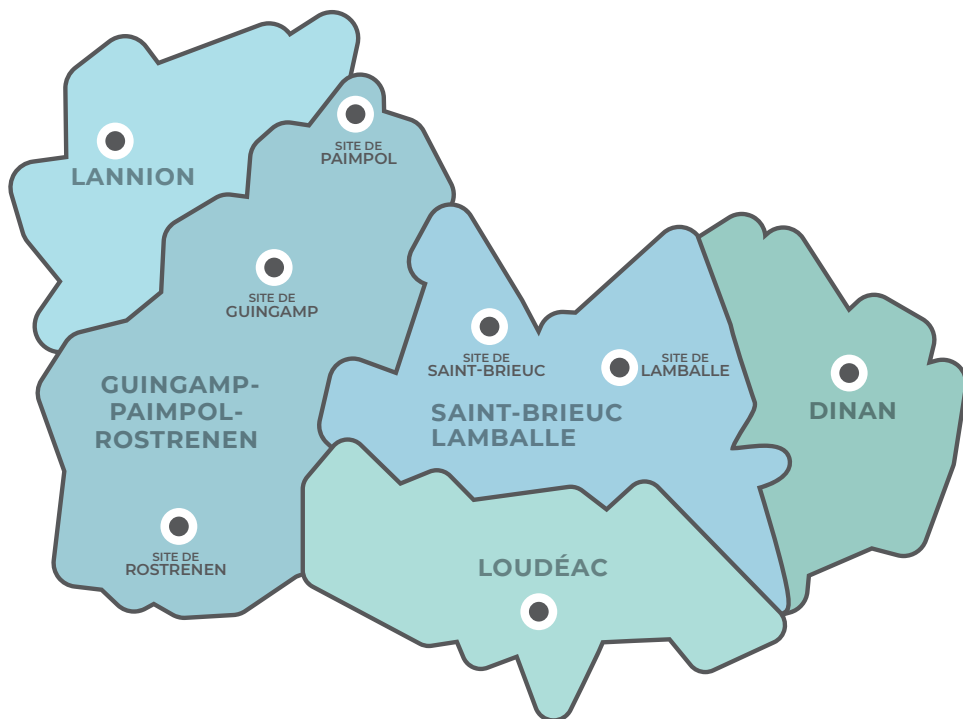 SITE DE
PAIMPOL
LANNION
SITE DE
GUINGAMP
SITE DE
SAINT-BRIEUC
SITE DE
LAMBALLE
GUINGAMP-
PAIMPOL-
ROSTRENEN
SAINT-BRIEUC
LAMBALLE
DINAN
SITE DE
ROSTRENEN
LOUDÉAC